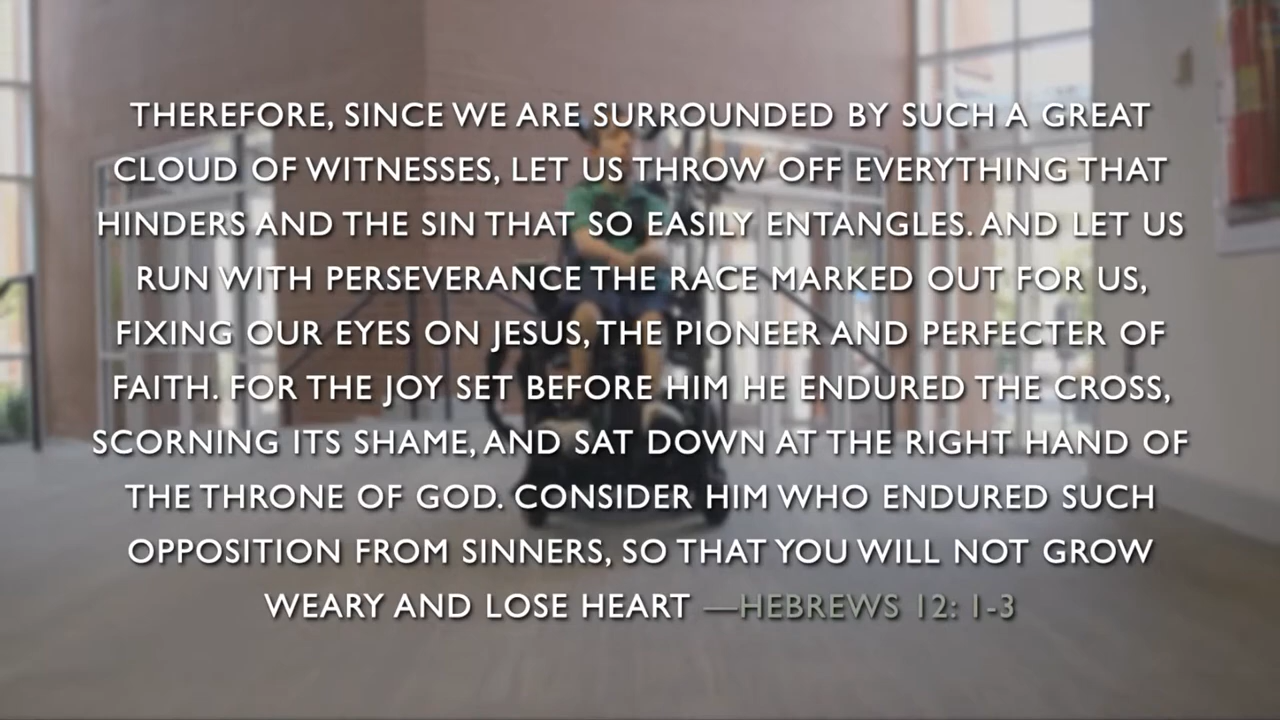 THEREFORE, SINCE WE ARE SURROUNDED BY SUCH A GREAT
CLOUD OF WITNESSES, LET US THROW OFF EVERYTHING THAT
HINDERS AND THE SIN THAT SO EASILY ENTANGLES. AND LET US
RUN WITH PERSEVERANCE THE RACE MARKED OUT FOR US,
FIXING OUR EYES ON JESUS, THE PIONEER AND PERFECTER OF
FAITH. FOR THE JOY SET BEFORE HIM HE ENDURED THE CROSS,
SCORNING ITS SHAME, AND SAT DOWN AT THE RIGHT HAND OF
THE THRONE OF GOD. CONSIDER HIM WHO ENDURED SUCH
OPPOSITION FROM SINNERS, SO THAT YOU WILL NOT GROW
WEARY AND LOSE HEART —HEBREWS 12: 1-3